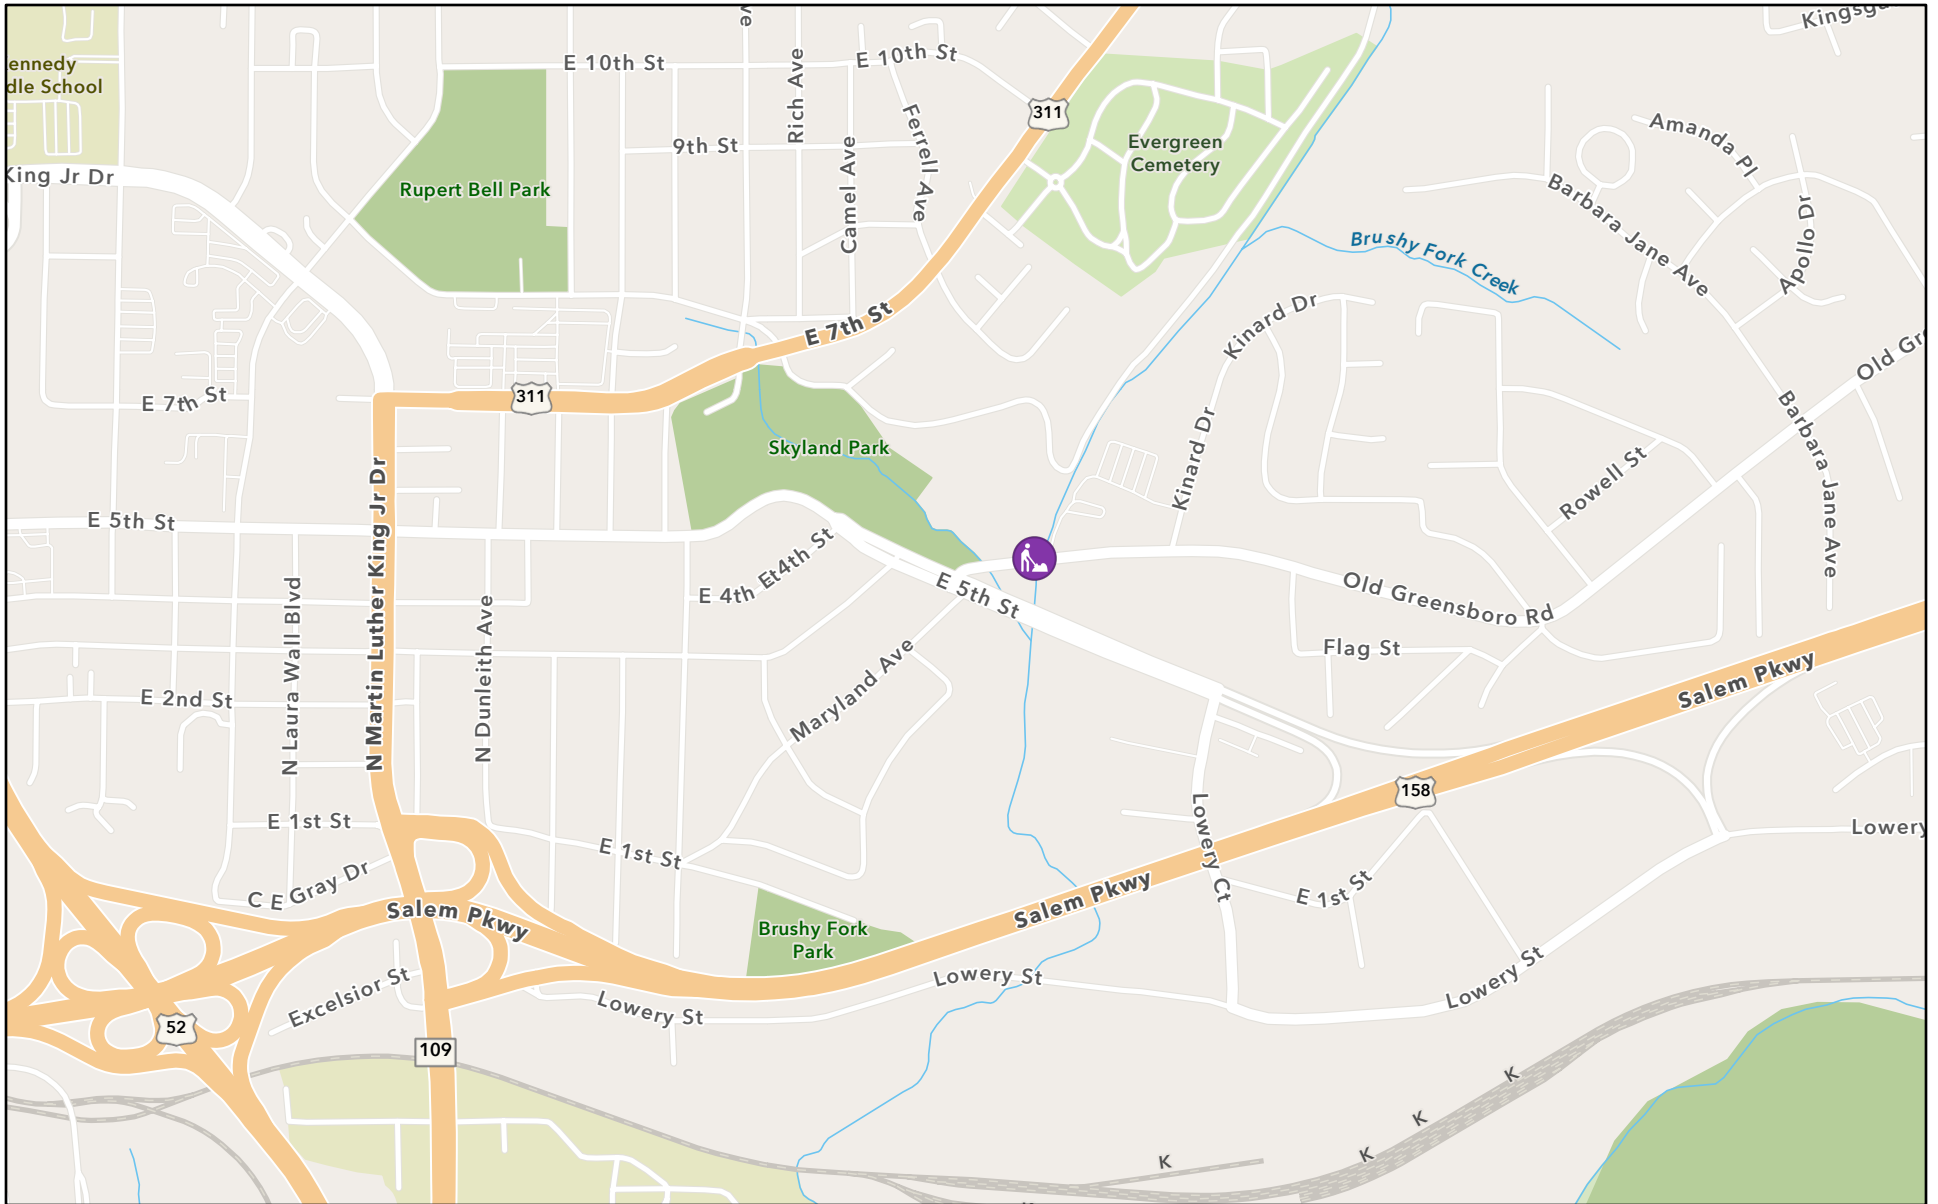 Kingsg
ennedy
dle School
ve
E 10th St
E 10th St
Rich Ave
311
Evergreen
Cemetery
Amanda Pl
Ferrell Ave
9th St
Camel Ave
King Jr Dr
Rupert Bell Park
Barbara Jane Ave
Apollo Dr
Brushy Fork Creek
E 7th St
Kinard Dr
Old Gr
311
E 7th St
Skyland Park
Kinard Dr
Barbara Jane Ave
Rowell St
N Martin Luther King Jr Dr
E 5th St
E 4th St
E 4th St
E 5th St
Old Greensboro Rd
N Laura Wall Blvd
N Dunleith Ave
Maryland Ave
Flag St
Salem Pkwy
E 2nd St
158
E 1st St
Lowery Ct
Lowery
E 1st St
C E Gray Dr
E 1st St
Salem Pkwy
Salem Pkwy
Brushy Fork
Park
Lowery St
Lowery St
Excelsior St
Lowery St
52
109
K
K
K
K